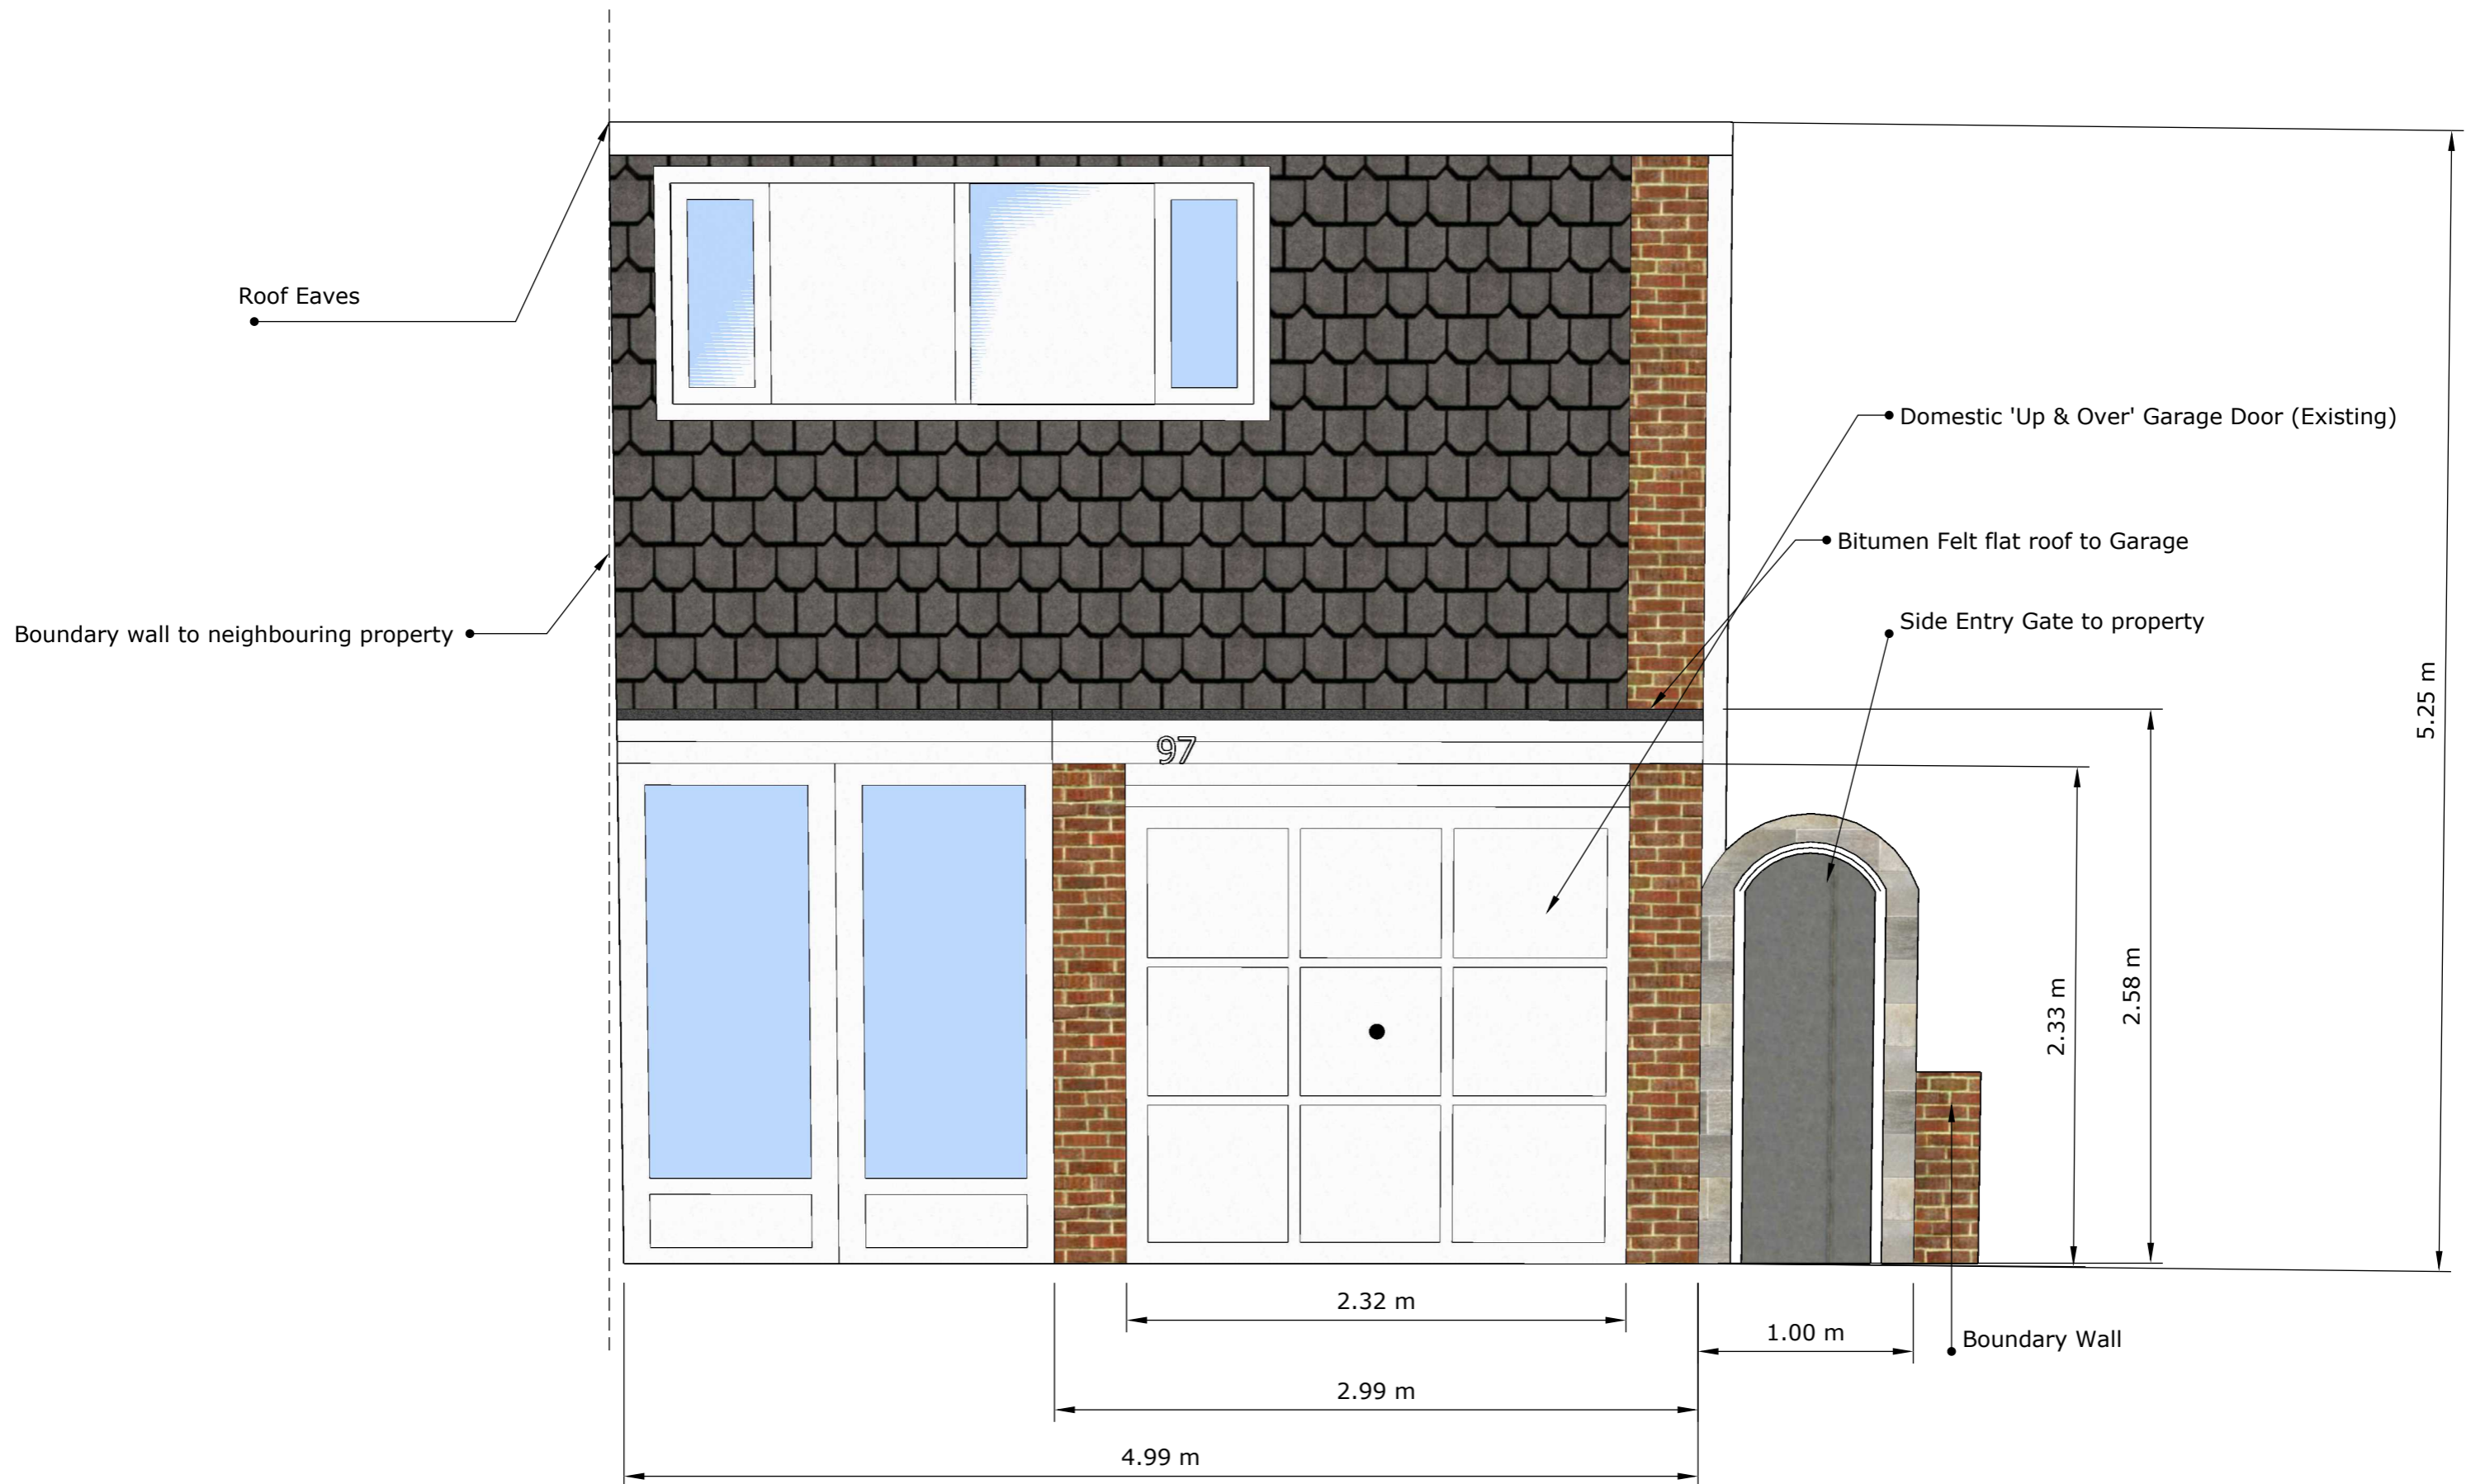 Roof Eaves
Domestic 'Up & Over' Garage Door (Existing)
Bitumen Felt flat roof to Garage
Side Entry Gate to property
Boundary wall to neighbouring property
5.25 m
97
2.58 m
2.33 m
2.32 m
1.00 m
Boundary Wall
2.99 m
4.99 m